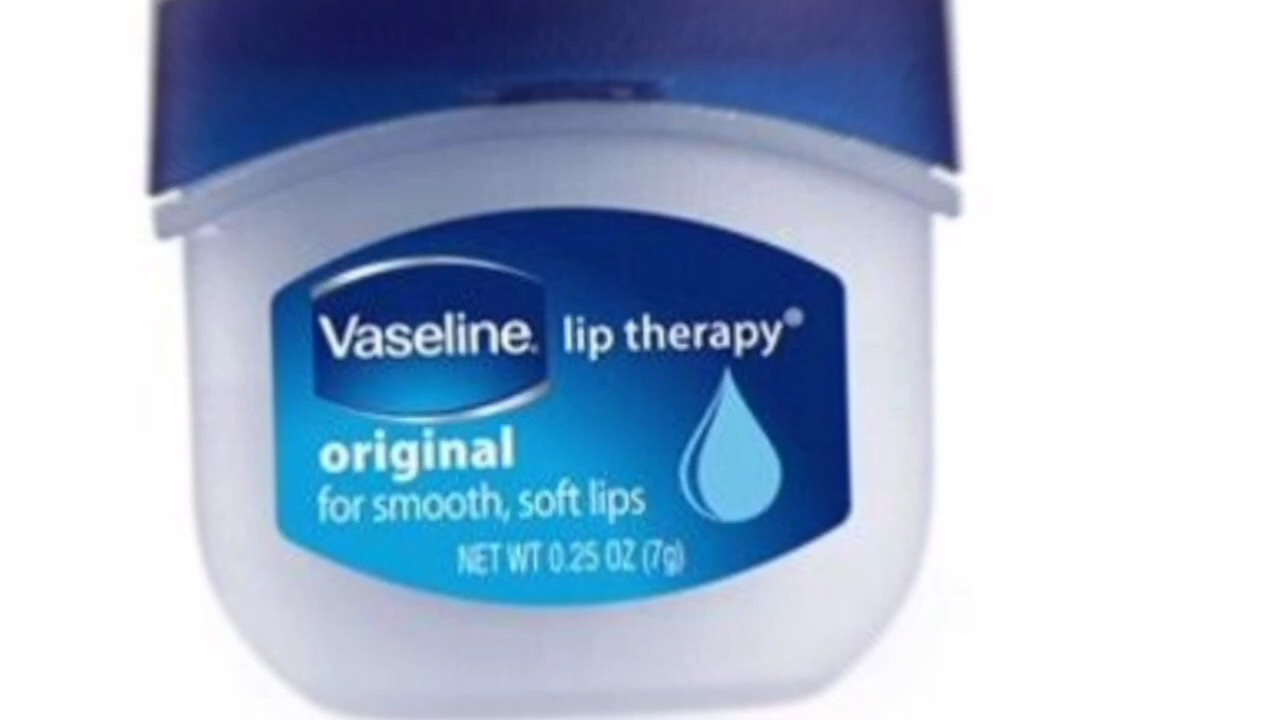 Vaseline. lip therapy®
original
for smooth, soft lips
NET WT 0.25 OZ (7g)